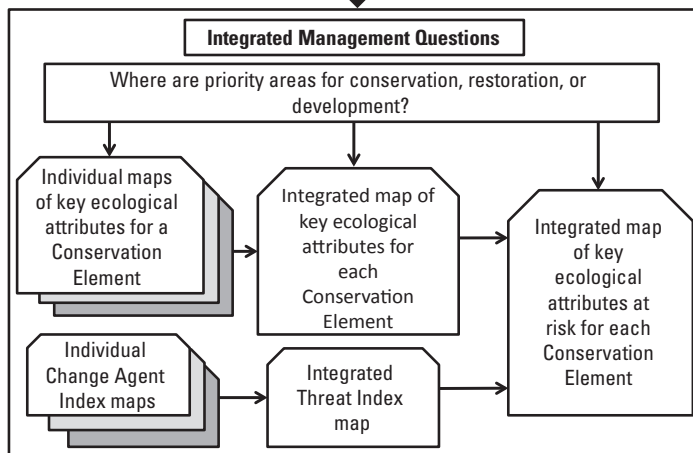 Integrated Management Questions
Where are priority areas for conservation, restoration, or
development?
Individual maps
of key ecological
attributes for a
Conservation
Element
Integrated map of
key ecological
attributes for
each
Conservation
Element
Integrated map
of key
ecological
attributes at
risk for each
Conservation
Element
Individual
Change Agent
Index maps
Integrated
Threat Index
map